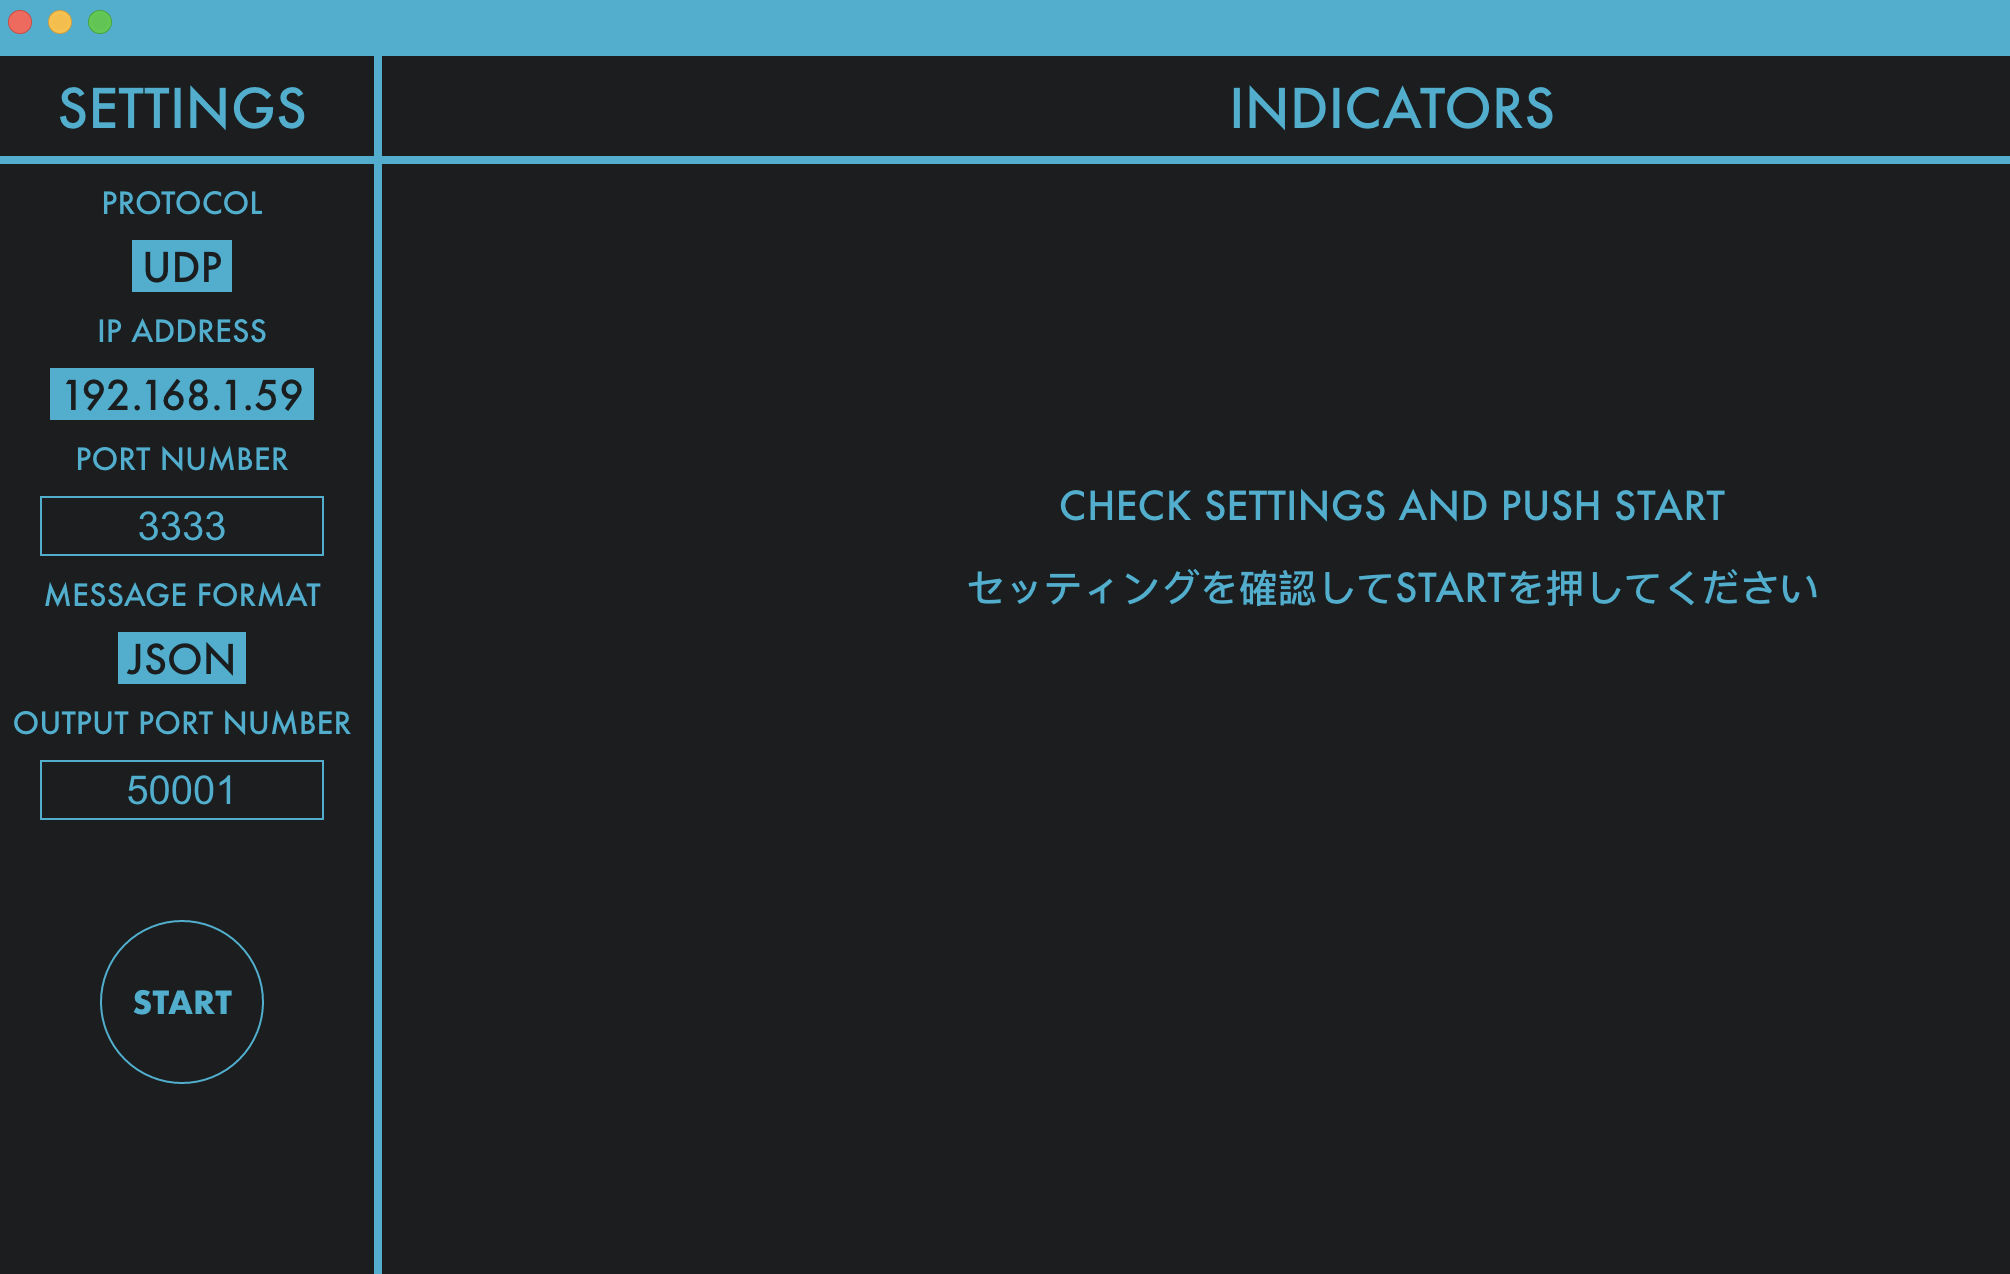 SETTINGS
INDICATORS
PROTOCOL
UDP
IP ADDRESS
192.168.1.59
PORT NUMBER
3333
MESSAGE FORMAT
JSON
OUTPUT PORT NUMBER
50001
START
CHECK SETTINGS AND PUSH START
セッティングを確認してSTARTを押してください